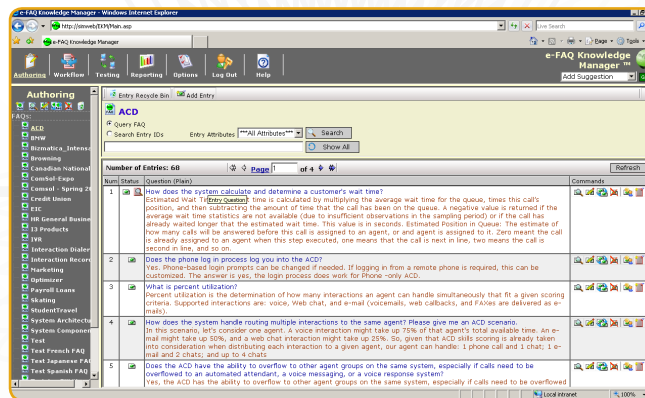 e-FAQ Knowledge Manager - Windows Internet Explorer
http://simweb/EKM/Main.asp
Live Search
e-FAQ Knowledge Manager
Page
Tools
Authoring
Workflow
Testing
Reporting
Options
Log Out
Help
e-FAQ Knowledge
Manager ™
Add Suggestion
Authoring
FAQs:
ACD
BMW
Bizmatica_Intensa
Browning
Canadian National
ComSol-Expo
Comsol - Spring 20
Credit Union
EIC
HR General Busine
I3 Products
IVR
Interaction Dialer
Interaction Recor
Marketing
Optimizer
Payroll Loans
Skating
StudentTravel
System Architectu
System Componen
Test
Test French FAQ
Test Japanese FAQ
Test Spanish FAQ
Entry Recycle Bin
Add Entry
ACD
Query FAQ
Search Entry IDs
Entry Attributes
***All Attributes***
Search
Show All
Number of Entries: 68
Page 1 of 4
Refresh
Num Status Question (Plain) Commands
1 How does the system calculate and determine a customer's wait time?
Estimated Wait Ti Entry Question t time is calculated by multiplying the average wait time for the queue, times this call's
position, and then subtracting the amount of time that the call has been on the queue. A negative value is returned if the
average wait time statistics are not available (due to insufficient observations in the sampling period) or if the call has
already waited longer that the estimated wait time. This value is in seconds. Estimated Position in Queue: The estimate of
how many calls will be answered before this call is assigned to an agent, or and agent is assigned to it. Zero meant the call
is already assigned to an agent when this step executed, one means that the call is next in line, two means the call is
second in line, and so on.
2 Does the phone log in process log you into the ACD?
Yes. Phone-based login prompts can be changed if needed. If logging in from a remote phone is required, this can be
customized. The answer is yes, the login process does work for Phone -only ACD.
3 What is percent utilization?
Percent utilization is the determination of how many interactions an agent can handle simultaneously that fit a given scoring
criteria. Supported interactions are: voice, Web chat, and e-mail (voicemails, web callbacks, and FAXes are delivered as e-
mails).
4 How does the system handle routing multiple interactions to the same agent? Please give me an ACD scenario.
In this scenario, let's consider one agent. A voice interaction might take up 75% of that agent's total available time. An e-
mail might take up 50%, and a web chat interaction might take up 25%. So, given that ACD skills scoring is already taken
into consideration when distributing each interaction to a given agent, our agent can handle: 1 phone call and 1 chat; 1 e-
mail and 2 chats; and up to 4 chats
5 Does the ACD have the ability to overflow to other agent groups on the same system, especially if calls need to be
overflowed to an automated attendant, a voice messaging, or a voice response system?
Yes, the ACD has the ability to overflow to other agent groups on the same system, especially if calls need to be overflowed
Local intranet
100%